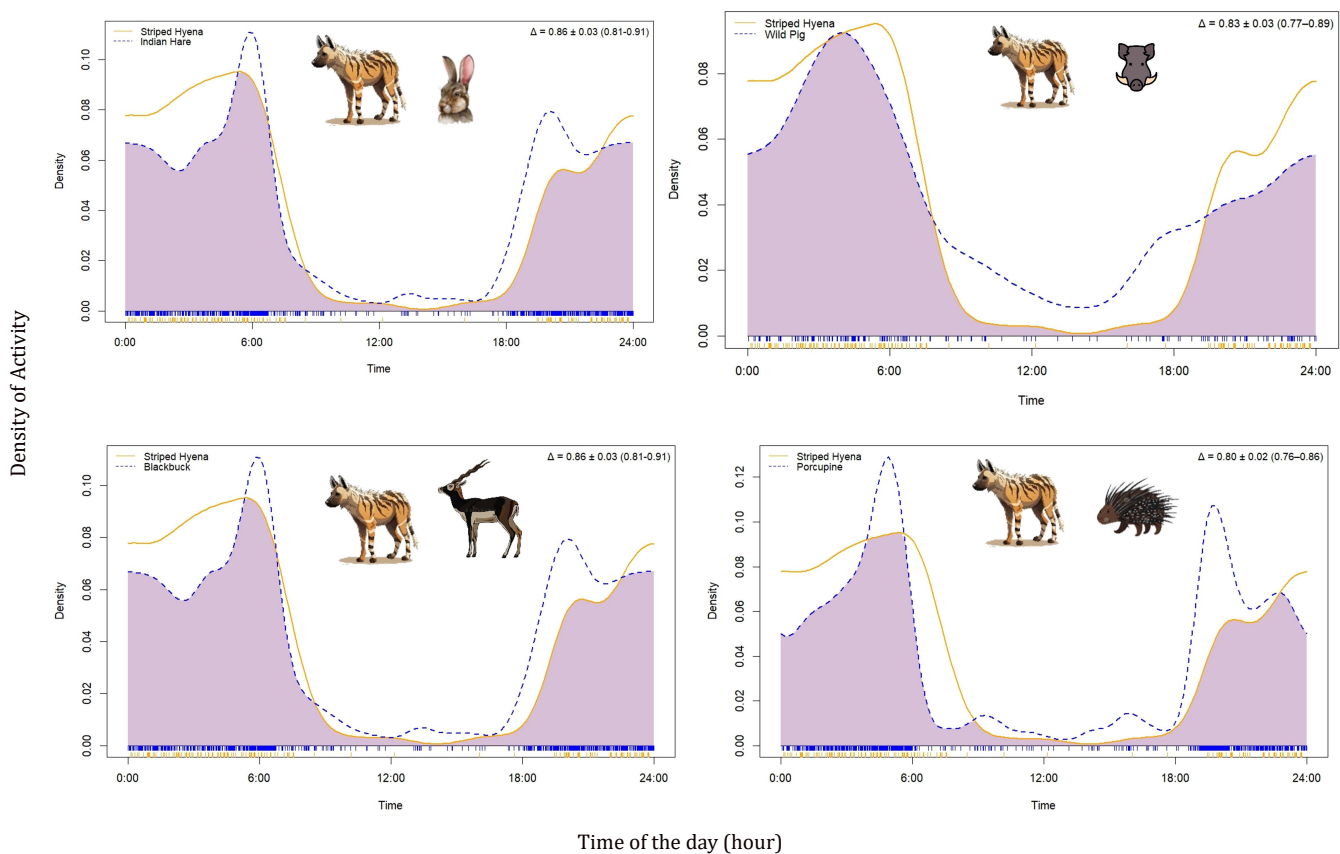 Striped Hyena
Indian Hare
Δ = 0.86 ± 0.03 (0.81-0.91)
Density
0.10
0.08
0.06
0.04
0.02
0.00
0:00 6:00 12:00 18:00 24:00
Time
Striped Hyena
Wild Pig
Δ = 0.83 ± 0.03 (0.77–0.89)
Density
0.08
0.06
0.04
0.02
0.00
0:00 6:00 12:00 18:00 24:00
Time
Density of Activity
Striped Hyena
Blackbuck
Δ = 0.86 ± 0.03 (0.81-0.91)
Density
0.10
0.08
0.06
0.04
0.02
0.00
0:00 6:00 12:00 18:00 24:00
Time
Striped Hyena
Porcupine
Δ = 0.80 ± 0.02 (0.76–0.86)
Density
0.12
0.10
0.08
0.06
0.04
0.02
0.00
0:00 6:00 12:00 18:00 24:00
Time
Time of the day (hour)